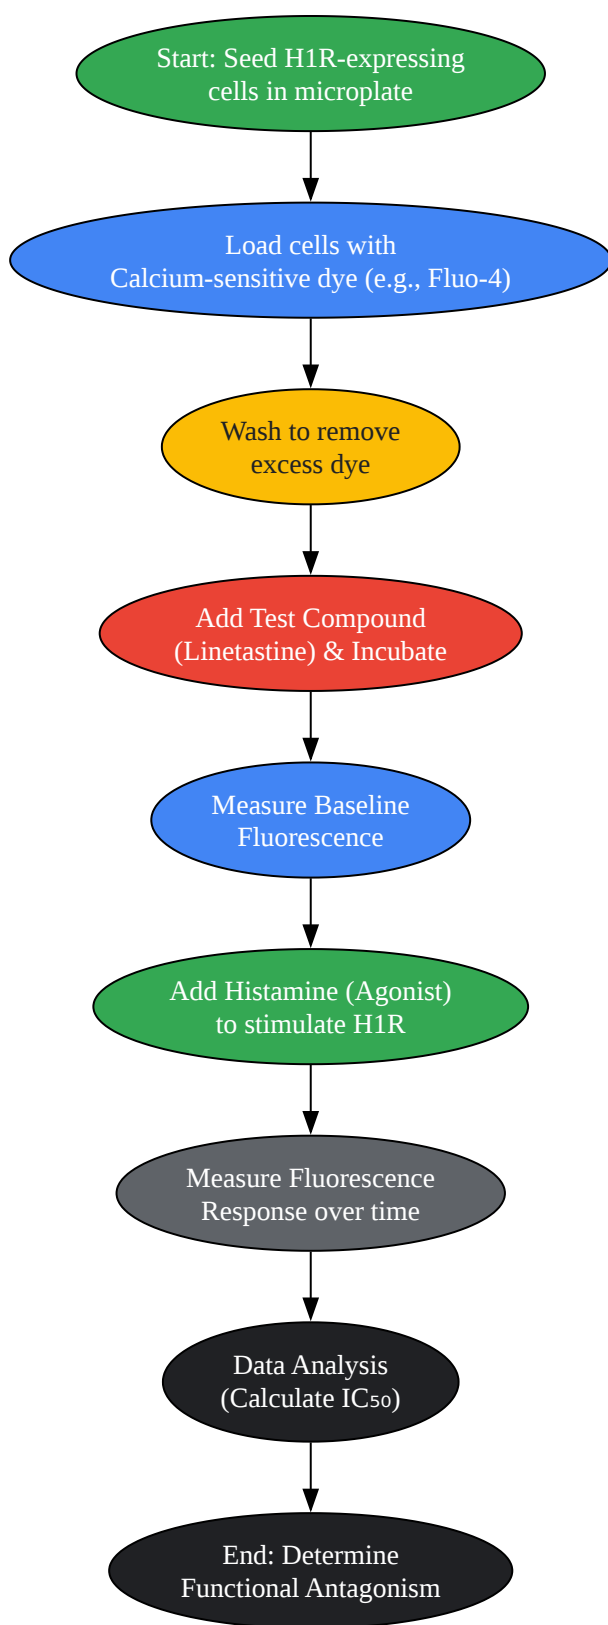 Start: Seed H1R-expressing
cells in microplate
Load cells with
Calcium-sensitive dye (e.g., Fluo-4)
Wash to remove
excess dye
Add Test Compound
(Linetastine) & Incubate
Measure Baseline
Fluorescence
Add Histamine (Agonist)
to stimulate H1R
Measure Fluorescence
Response over time
Data Analysis
(Calculate IC₅₀)
End: Determine
Functional Antagonism